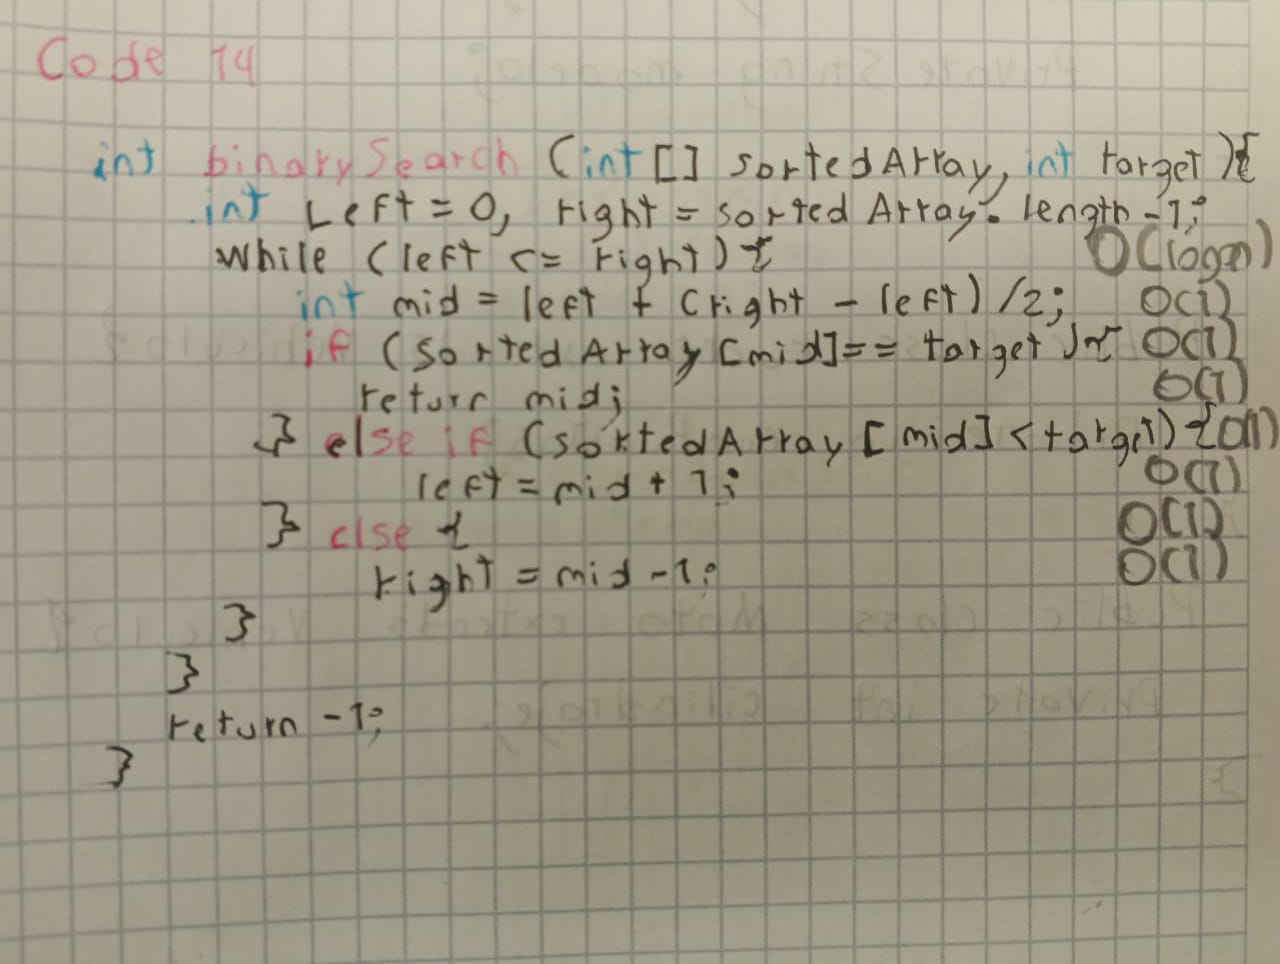 Code 14
int binarySearch (int [] sortedArray, int target ){
int Left = 0, right = sorted Array. length -1;
while (left <= right) { O(logn)
int mid = left + (right - left) /2; O(1)
if (sorted Array [mid]== target ){ O(1)
return mid; O(1)
} else if (sortedArray [mid] < target) { O(1)
left = mid + 1; O(1)
} else { O(1)
right = mid -1; O(1)
}
}
return -1;
}